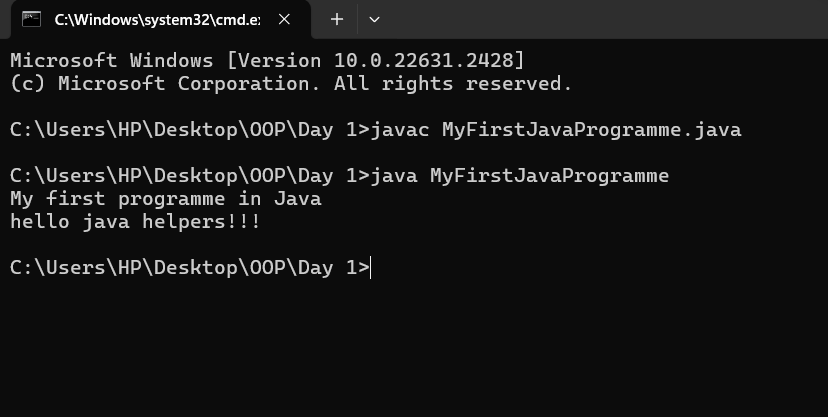 C:\Windows\system32\cmd.e
Microsoft Windows [Version 10.0.22631.2428]
(c) Microsoft Corporation. All rights reserved.
C:\Users\HP\Desktop\OOP\Day 1>javac MyFirstJavaProgramme.java
C:\Users\HP\Desktop\OOP\Day 1>java MyFirstJavaProgramme
My first programme in Java
hello java helpers!!!
C:\Users\HP\Desktop\OOP\Day 1>